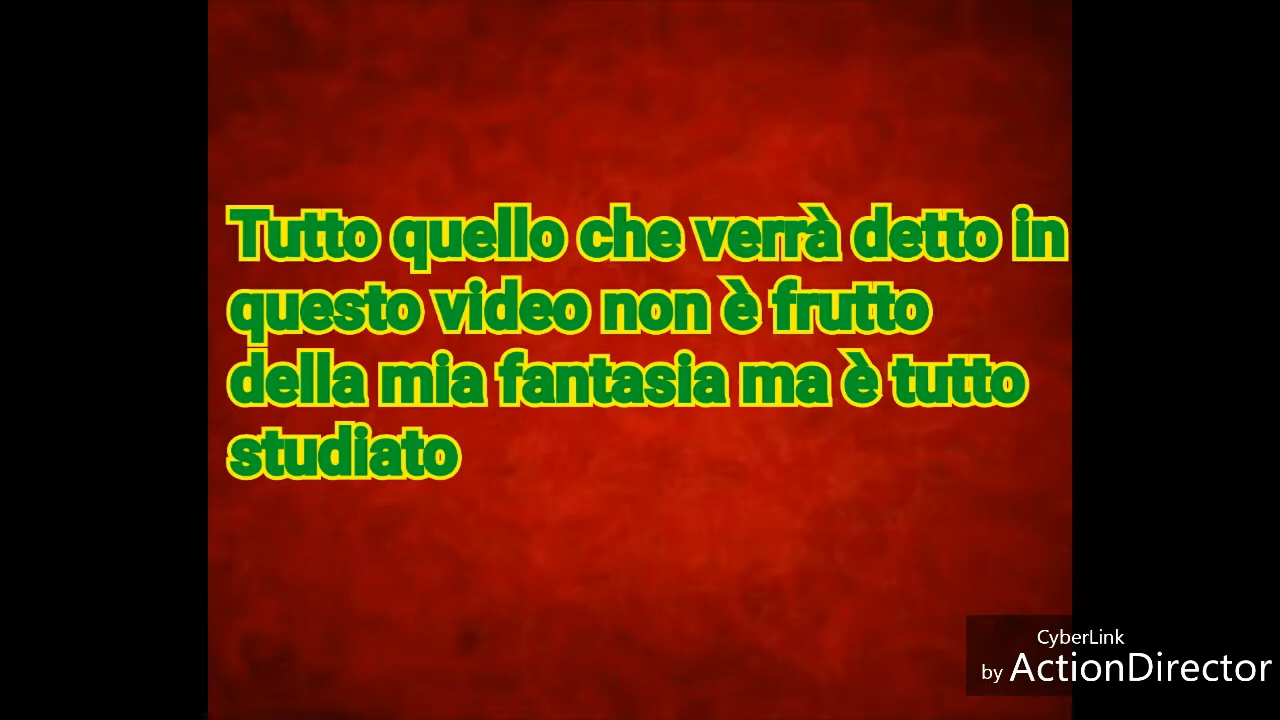 Tutto quello che verrà detto in
questo video non è frutto
della mia fantasia ma è tutto
studiato
CyberLink
by ActionDirector